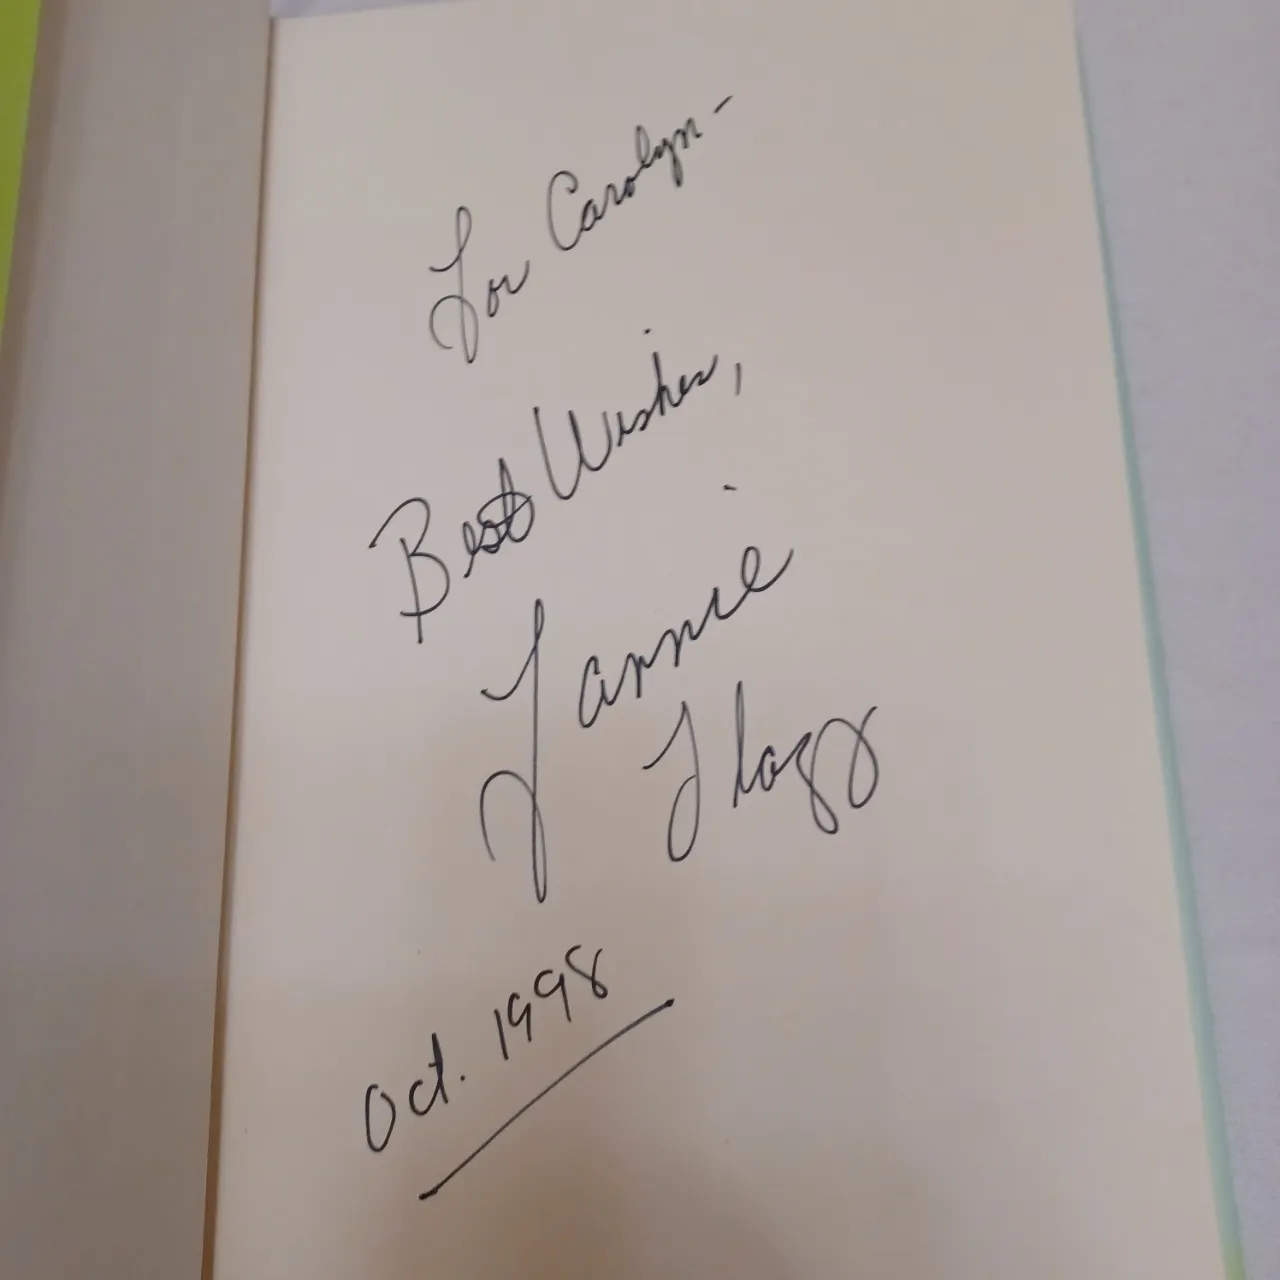 For Carolyn -
Best Wishes,
Fannie
Flagg
Oct. 1998